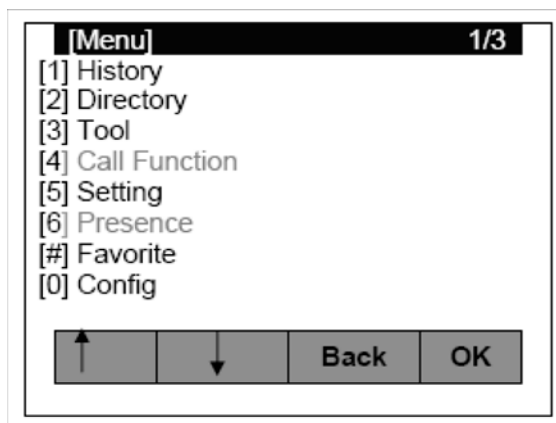 [Menu] 1/3
[1] History
[2] Directory
[3] Tool
[4] Call Function
[5] Setting
[6] Presence
[#] Favorite
[0] Config
Back OK